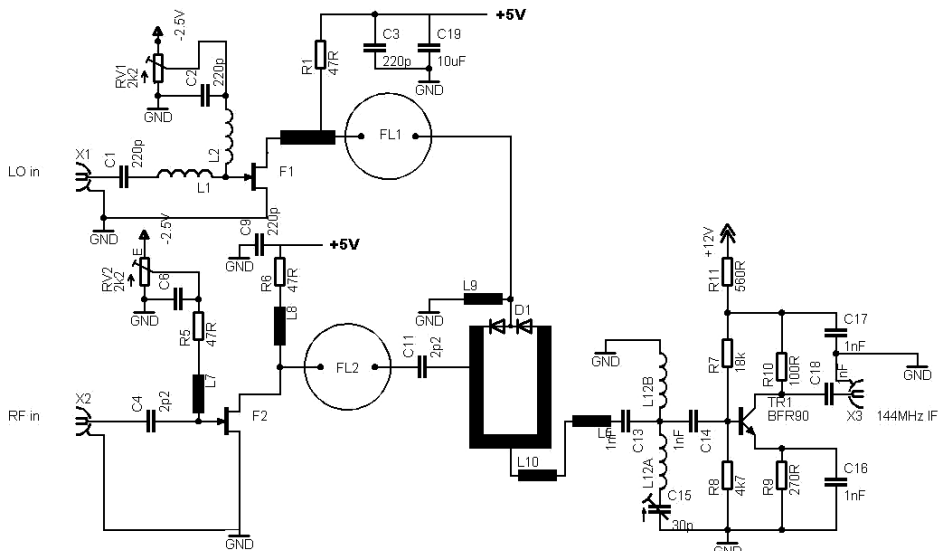 -2.5V
RV1
2k2
C2
220p
GND
R1
47R
C3
220p
C19
10uF
+5V
GND
FL1
LO in
X1
C1
220p
L1
L2
F1
GND
-2.5V
E
RV2
2k2
C6
GND
R5
47R
C9
220p
GND
+5V
R6
47R
L8
L9
GND
D1
FL2
C11
2p2
L7
RF in
X2
C4
2p2
F2
GND
L10
GND
L6
1nF
C13
L12B
L12A
1nF
C14
C15
30p
+12V
R11
560R
R7
18k
R10
100R
C17
1nF
C18
1nF
GND
TR1
BFR90
X3
144MHz IF
R8
4k7
R9
270R
C16
1nF
GND